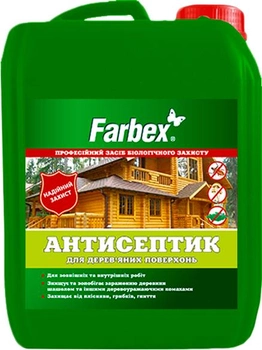 Farbex®
ПРОФЕСІЙНИЙ ЗАСІБ БІОЛОГІЧНОГО ЗАХИСТУ
НАДІЙНИЙ
ЗАХИСТ
АНТИСЕПТИК
ДЛЯ ДЕРЕВ'ЯНИХ ПОВЕРХОНЬ
Для зовнішніх та внутрішніх робіт
Знищує та запобігає зараженню деревини
шашелем та іншими деревоуражаючими комахами
Захищає від плісняви, грибків, гниття